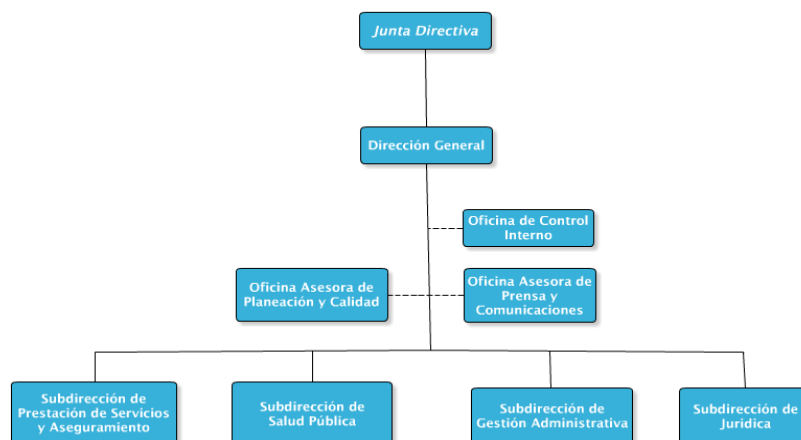 Junta Directiva
Dirección General
Oficina de Control
Interno
Oficina Asesora de
Planeación y Calidad
Oficina Asesora de
Prensa y
Comunicaciones
Subdirección de
Prestación de Servicios
y Aseguramiento
Subdirección de
Salud Pública
Subdirección de
Gestión Administrativa
Subdirección de
Juridica